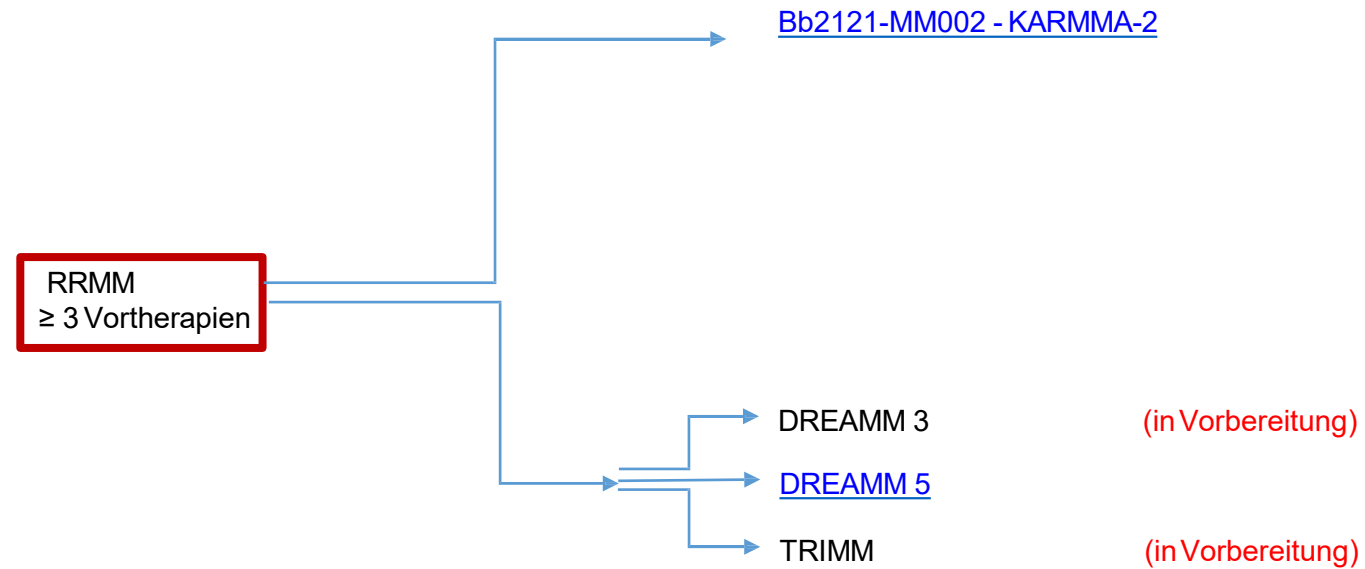 Bb2121-MM002 - KARMMA-2
RRMM
≥ 3 Vortherapien
DREAMM 3 (in Vorbereitung)
DREAMM 5
TRIMM (in Vorbereitung)